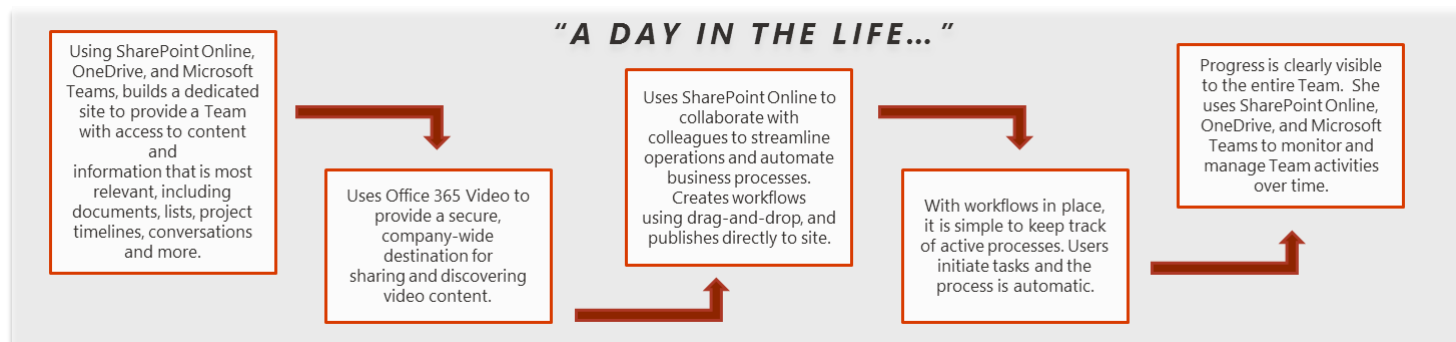 “A DAY IN THE LIFE…”
Using SharePoint Online,
OneDrive, and Microsoft
Teams, builds a dedicated
site to provide a Team
with access to content
and
information that is most
relevant, including
documents, lists, project
timelines, conversations
and more.
Uses Office 365 Video to
provide a secure,
company-wide
destination for
sharing and discovering
video content.
Uses SharePoint Online to
collaborate with
colleagues to streamline
operations and automate
business processes.
Creates workflows
using drag-and-drop, and
publishes directly to site.
With workflows in place,
it is simple to keep track
of active processes. Users
initiate tasks and the
process is automatic.
Progress is clearly visible
to the entire Team.  She
uses SharePoint Online,
OneDrive, and Microsoft
Teams to monitor and
manage Team activities
over time.